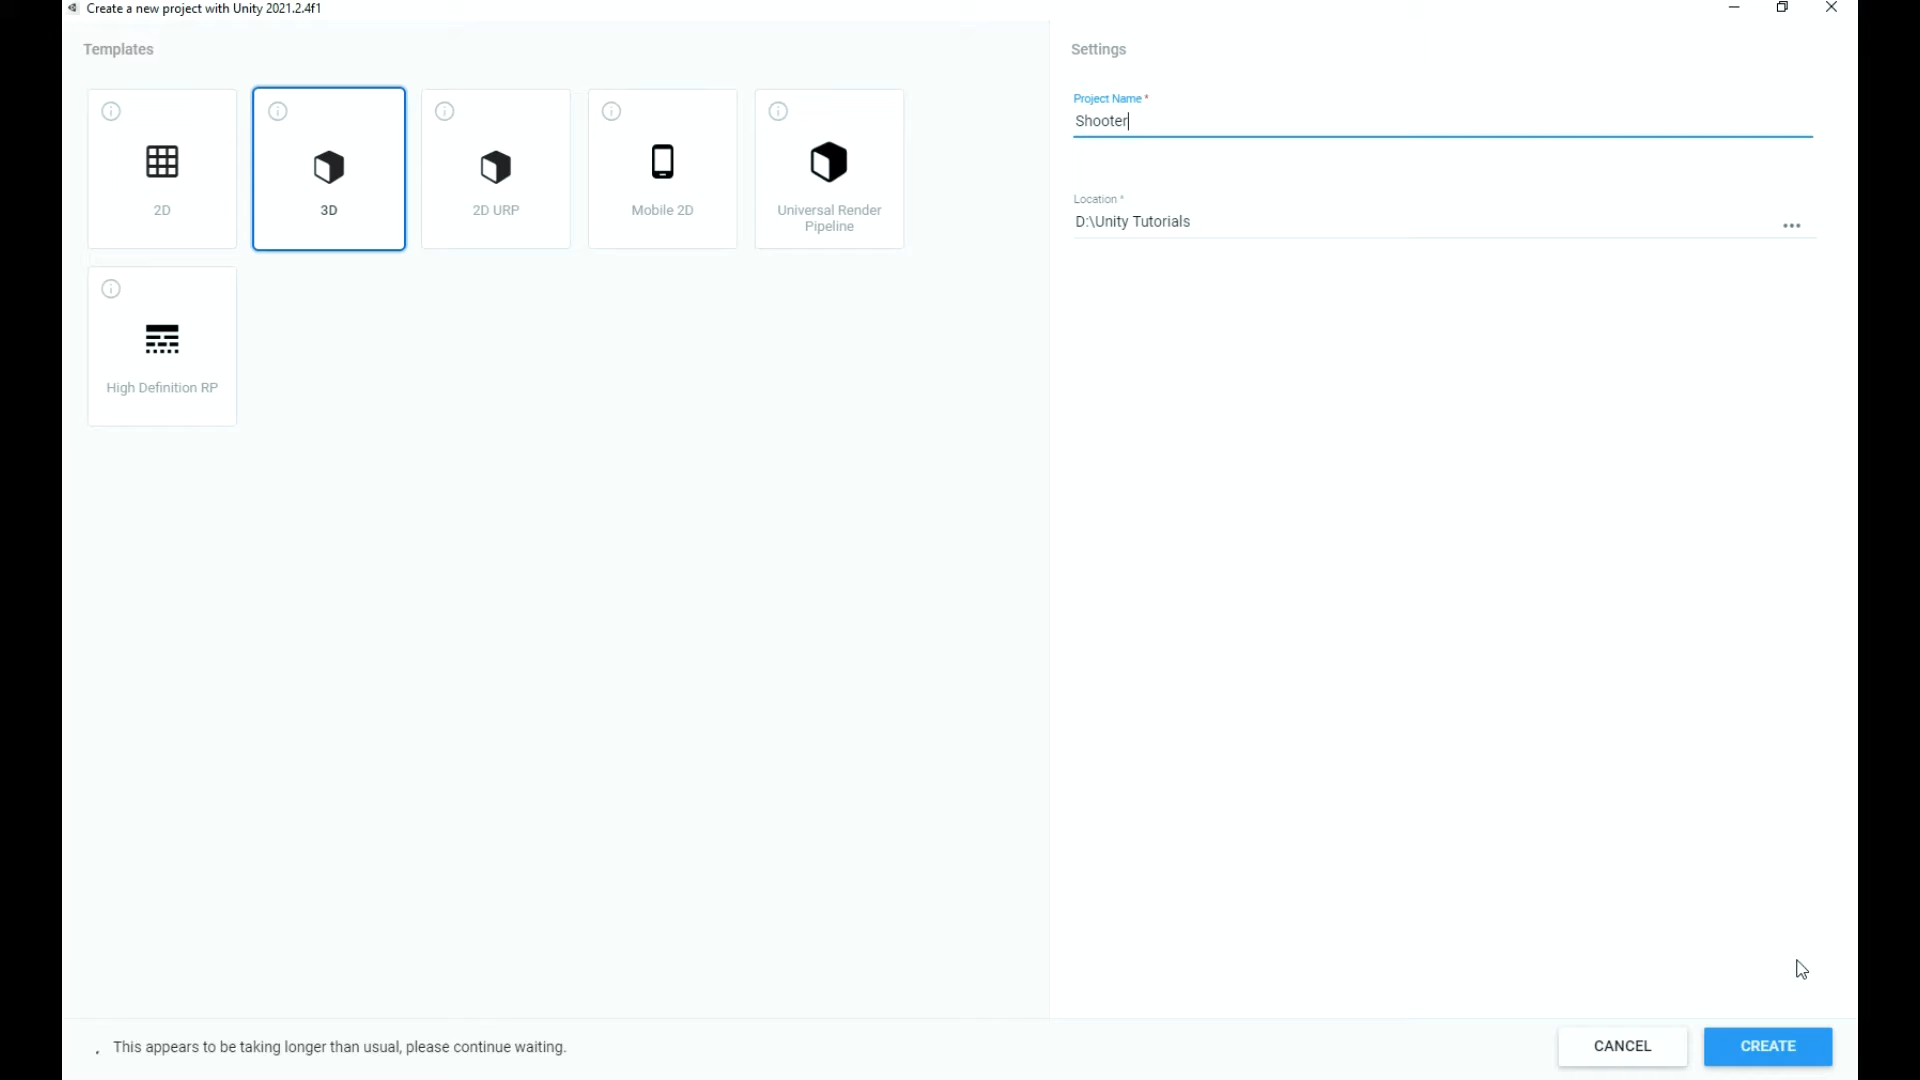 Create a new project with Unity 2021.2.4f1
Templates
2D
3D
2D URP
Mobile 2D
Universal Render
Pipeline
High Definition RP
Settings
Project Name *
Shooter
Location *
D:\Unity Tutorials
This appears to be taking longer than usual, please continue waiting.
CANCEL
CREATE